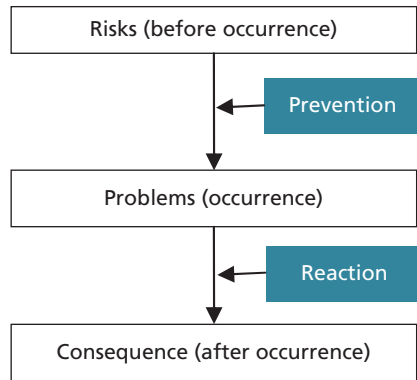 Risks (before occurrence)
Prevention
Problems (occurrence)
Reaction
Consequence (after occurrence)